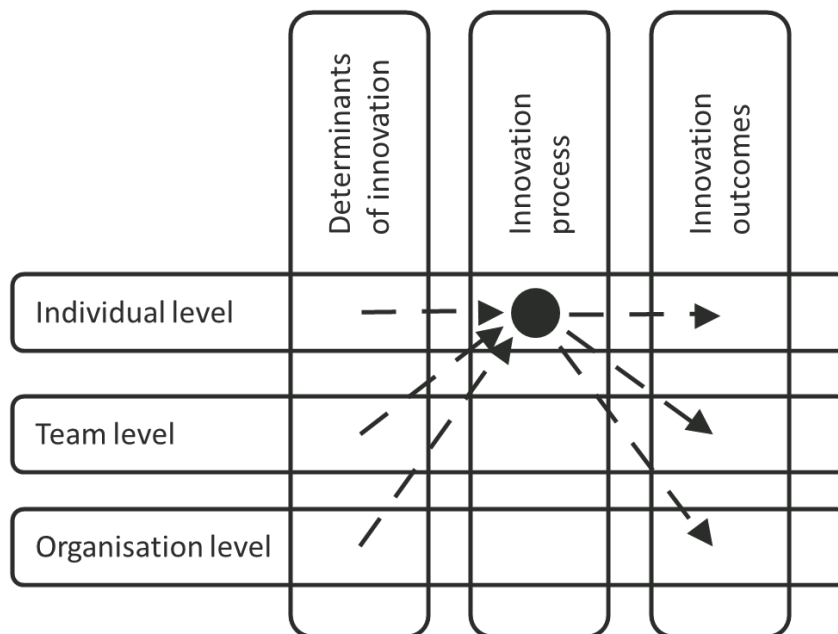 Determinants
of innovation
Innovation
process
Innovation
outcomes
Individual level
Team level
Organisation level